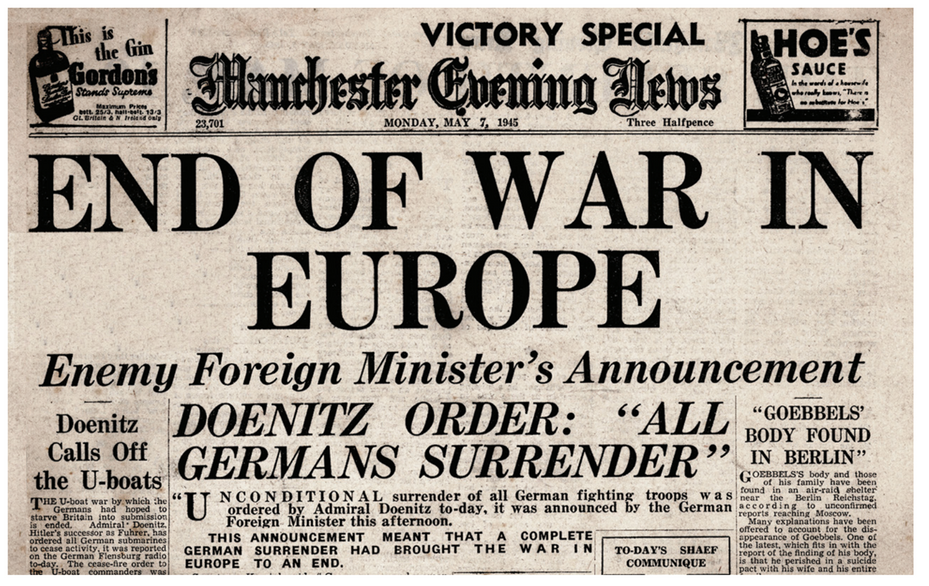 This is
the Gin
Gordon's
Stands Supreme
Maximum Prices
Gt. Britain & N. Ireland only
VICTORY SPECIAL
Manchester Evening News
23,701
MONDAY, MAY 7, 1945
Three Halfpence
HOE'S
SAUCE
In the words of a housewife
who really knows, "There is
no substitute for Hoe's."
END OF WAR IN
EUROPE
Enemy Foreign Minister's Announcement
Doenitz
Calls Off
the U-boats
THE U-boat war by which the
Germans had hoped to
starve Britain into submission
is ended. Admiral Doenitz,
Hitler's successor as Fuhrer, has
ordered all German submarines
to cease activity, it was reported
on the German Flensburg radio
to-day. The cease-fire order to
the U-boat commanders was
DOENITZ ORDER: "ALL
GERMANS SURRENDER"
"UNCONDITIONAL surrender of all German fighting troops was
ordered by Admiral Doenitz to-day, it was announced by the German
Foreign Minister this afternoon.
THIS ANNOUNCEMENT MEANT THAT A COMPLETE
GERMAN SURRENDER HAD BROUGHT THE WAR IN
EUROPE TO AN END.
TO-DAY'S SHAEF
COMMUNIQUE
"GOEBBELS'
BODY FOUND
IN BERLIN"
GOEBBELS'S body and those
of his family have been
found in an air-raid shelter
near the Berlin Reichstag,
according to unconfirmed
reports reaching Moscow.
Many explanations have been
offered to account for the dis-
appearance of Goebbels. One of
the latest, which fits in with the
report of the finding of his body,
is that he perished in a suicide
pact with his wife and his entire